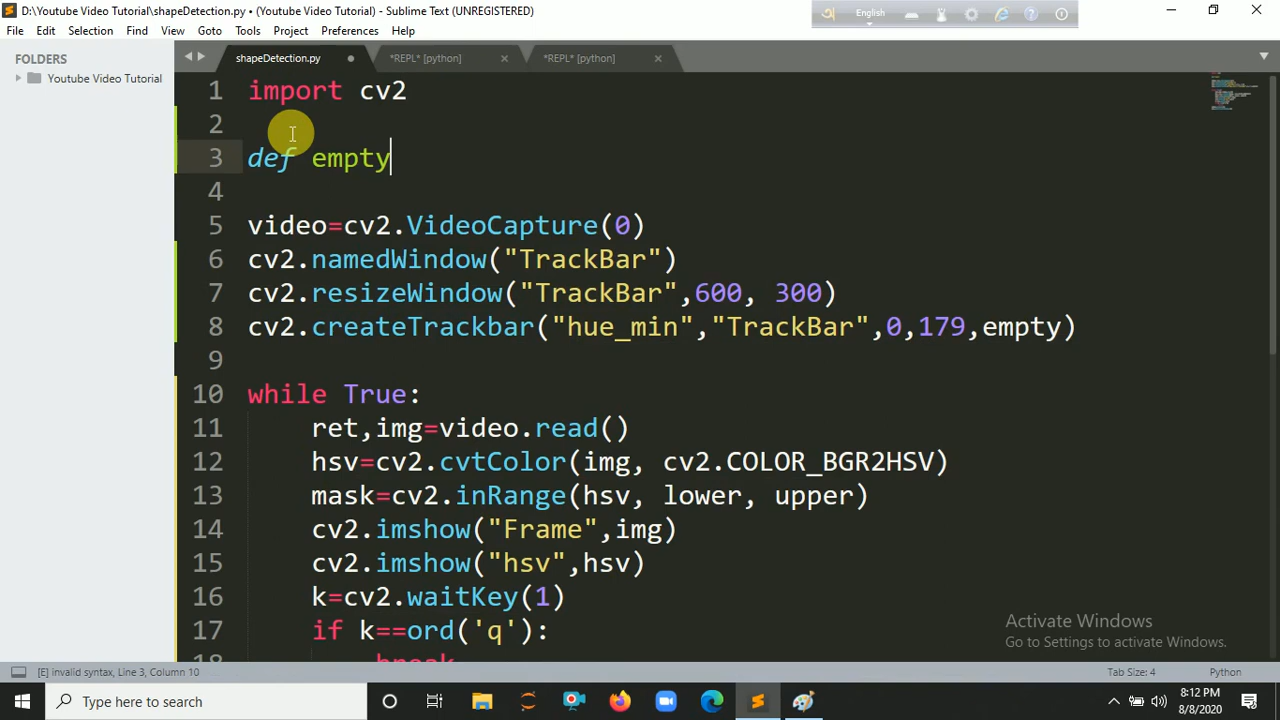 D:\Youtube Video Tutorial\shapeDetection.py • (Youtube Video Tutorial) - Sublime Text (UNREGISTERED)
English
File Edit Selection Find View Goto Tools Project Preferences Help
FOLDERS
Youtube Video Tutorial
shapeDetection.py
*REPL* [python]
*REPL* [python]
1 import cv2
2
3 def empty
4
5 video=cv2.VideoCapture(0)
6 cv2.namedWindow("TrackBar")
7 cv2.resizeWindow("TrackBar",600, 300)
8 cv2.createTrackbar("hue_min","TrackBar",0,179,empty)
9
10 while True:
11 ret,img=video.read()
12 hsv=cv2.cvtColor(img, cv2.COLOR_BGR2HSV)
13 mask=cv2.inRange(hsv, lower, upper)
14 cv2.imshow("Frame",img)
15 cv2.imshow("hsv",hsv)
16 k=cv2.waitKey(1)
17 if k==ord('q'):
18 break
Activate Windows
Go to Settings to activate Windows.
[E] invalid syntax, Line 3, Column 10
Tab Size: 4
Python
Type here to search
8:12 PM
8/8/2020